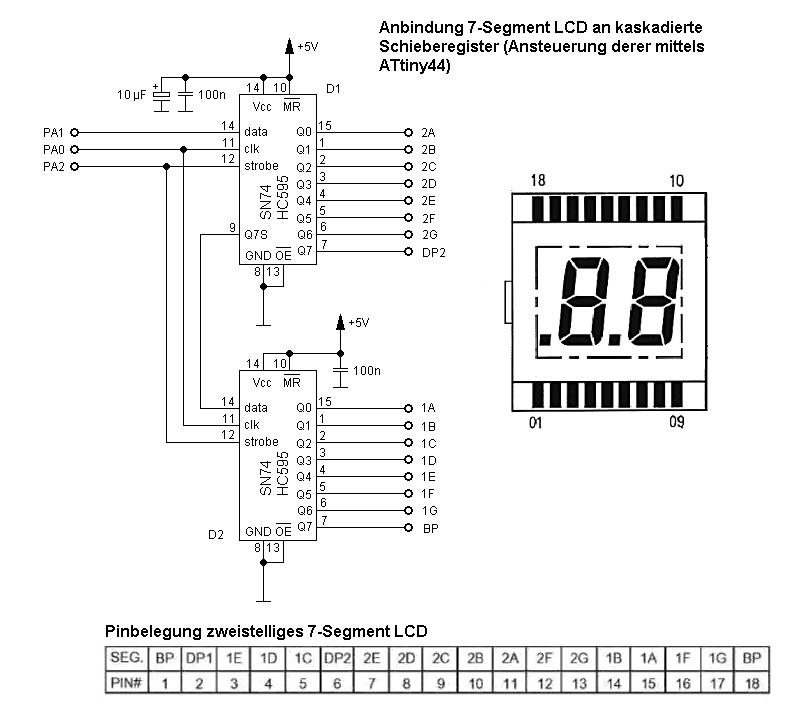 Anbindung 7-Segment LCD an kaskadierte
Schieberegister (Ansteuerung derer mittels
ATtiny44)
+5V
10µF
+
100n
14
10
D1
Vcc
MR
PA1
14
data
Q0
15
2A
PA0
11
clk
Q1
1
2B
PA2
12
strobe
Q2
2
2C
Q3
3
2D
SN74
HC595
Q4
4
2E
Q5
5
2F
9
Q7S
Q6
6
2G
Q7
7
DP2
GND
OE
8
13
18
10
8.8
01
09
+5V
100n
14
10
Vcc
MR
14
data
Q0
15
1A
11
clk
Q1
1
1B
12
strobe
Q2
2
1C
Q3
3
1D
SN74
HC595
Q4
4
1E
Q5
5
1F
Q6
6
1G
Q7
7
BP
D2
GND
OE
8
13
Pinbelegung zweistelliges 7-Segment LCD
SEG. BP DP1 1E 1D 1C DP2 2E 2D 2C 2B 2A 2F 2G 1B 1A 1F 1G BP
PIN# 1 2 3 4 5 6 7 8 9 10 11 12 13 14 15 16 17 18